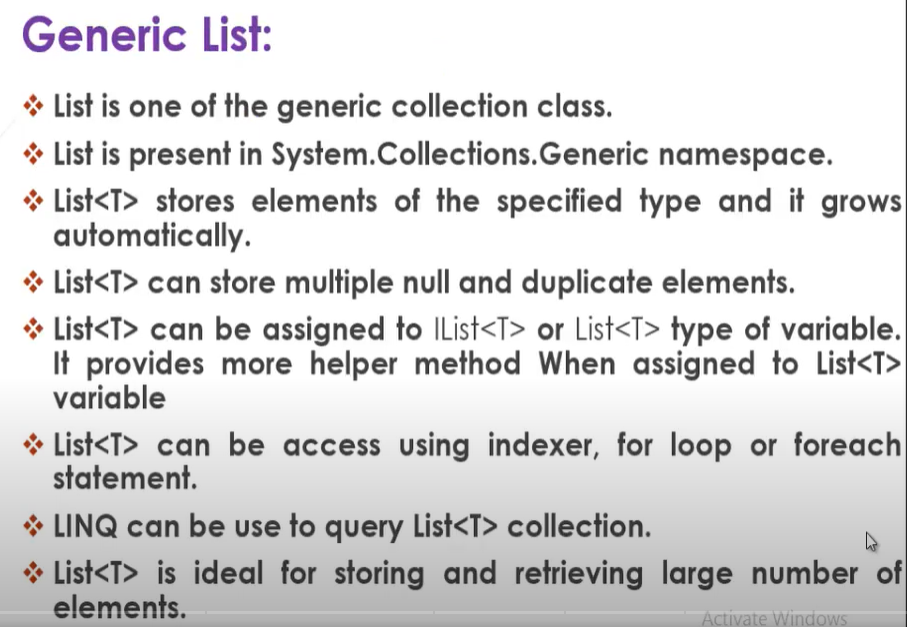 Generic List:
List is one of the generic collection class.
List is present in System.Collections.Generic namespace.
List<T> stores elements of the specified type and it grows
automatically.
List<T> can store multiple null and duplicate elements.
List<T> can be assigned to IList<T> or List<T> type of variable.
It provides more helper method When assigned to List<T>
variable
List<T> can be access using indexer, for loop or foreach
statement.
LINQ can be use to query List<T> collection.
List<T> is ideal for storing and retrieving large number of
elements.
Activate Windows